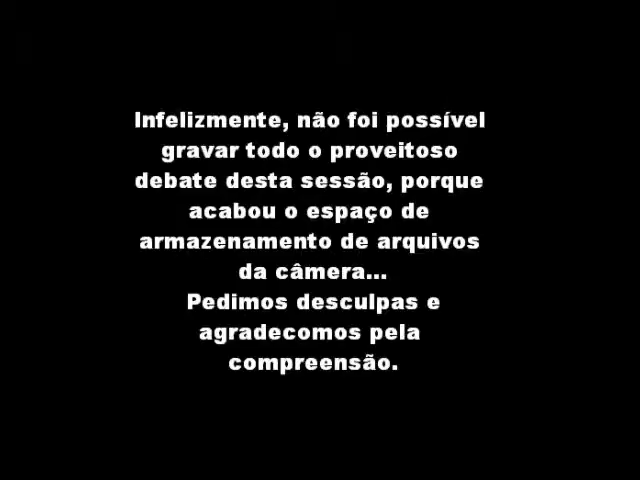 Infelizmente, não foi possível
gravar todo o proveitoso
debate desta sessão, porque
acabou o espaço de
armazenamento de arquivos
da câmera...
Pedimos desculpas e
agradecomos pela
compreensão.